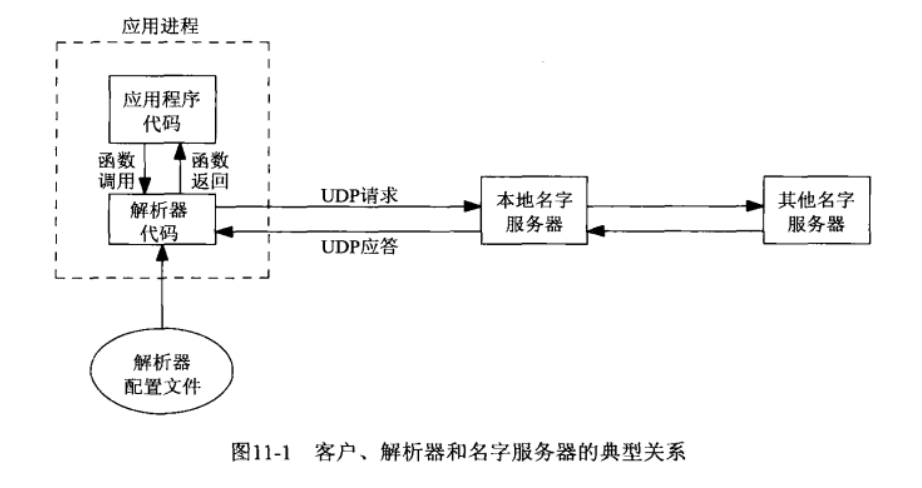 应用进程
应用程序
代码
函数
调用
函数
返回
解析器
代码
UDP请求
UDP应答
本地名字
服务器
其他名字
服务器
解析器
配置文件
图11-1 客户、解析器和名字服务器的典型关系